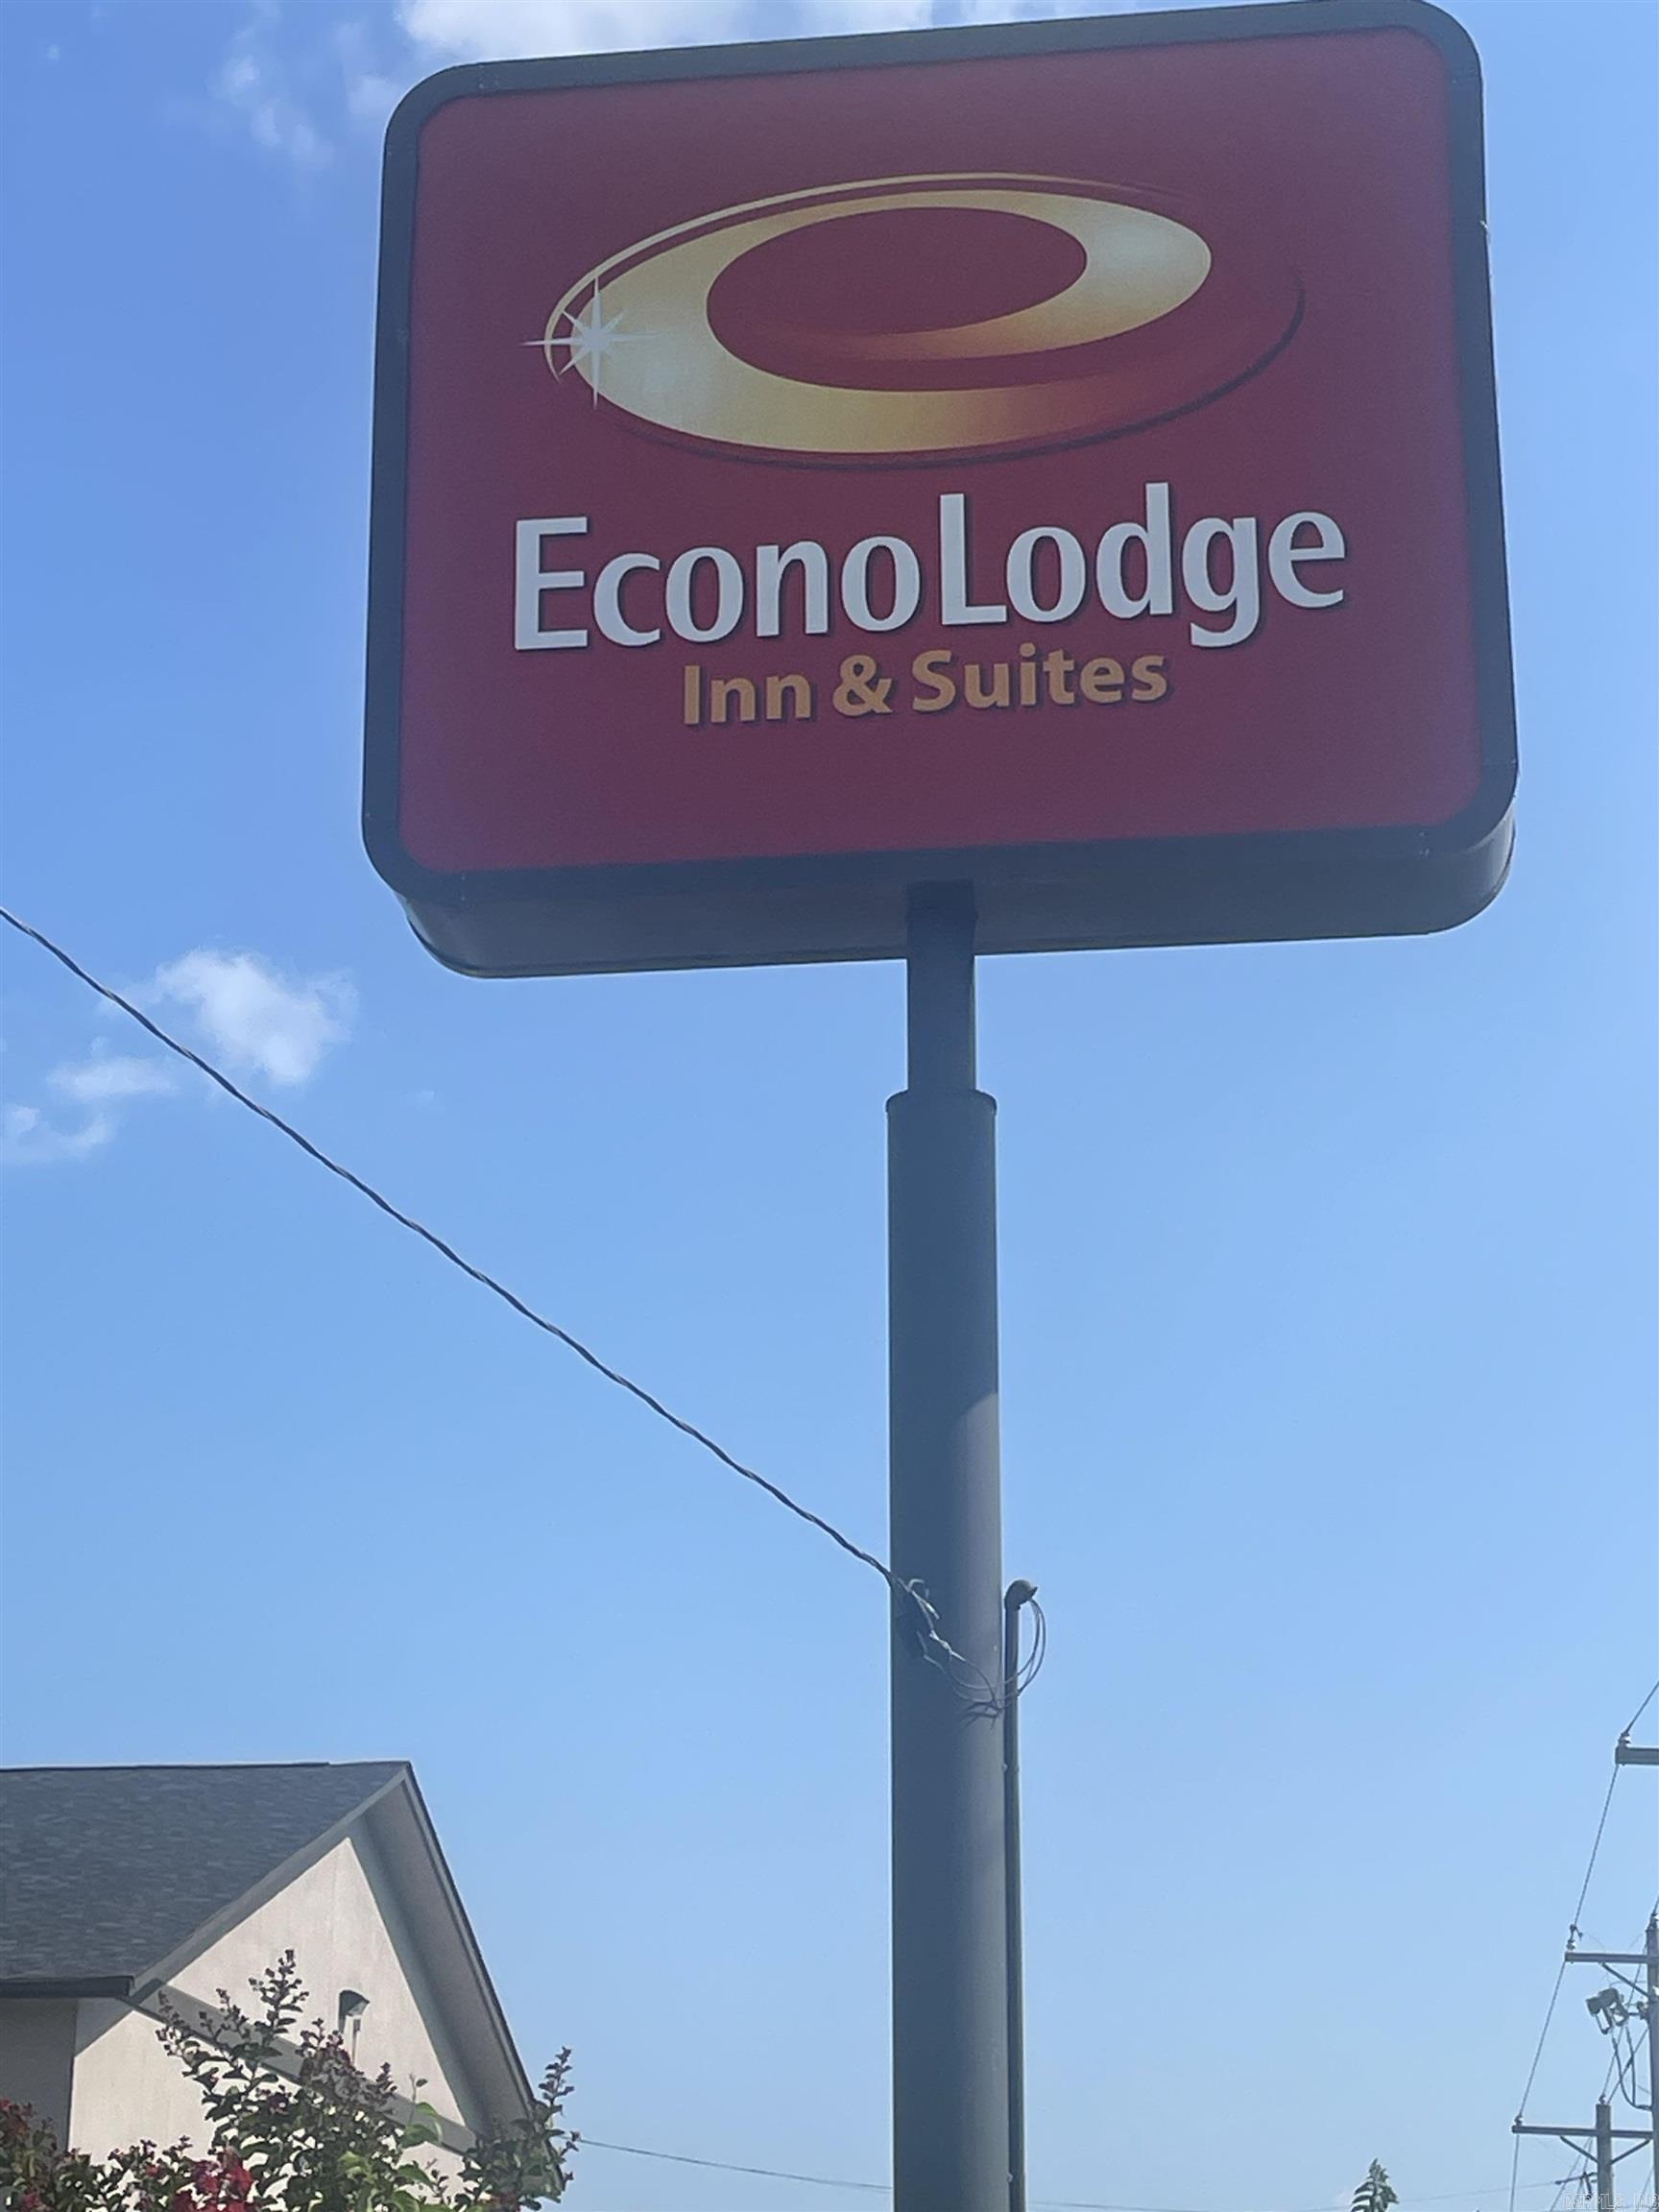 EconoLodge
Inn & Suites